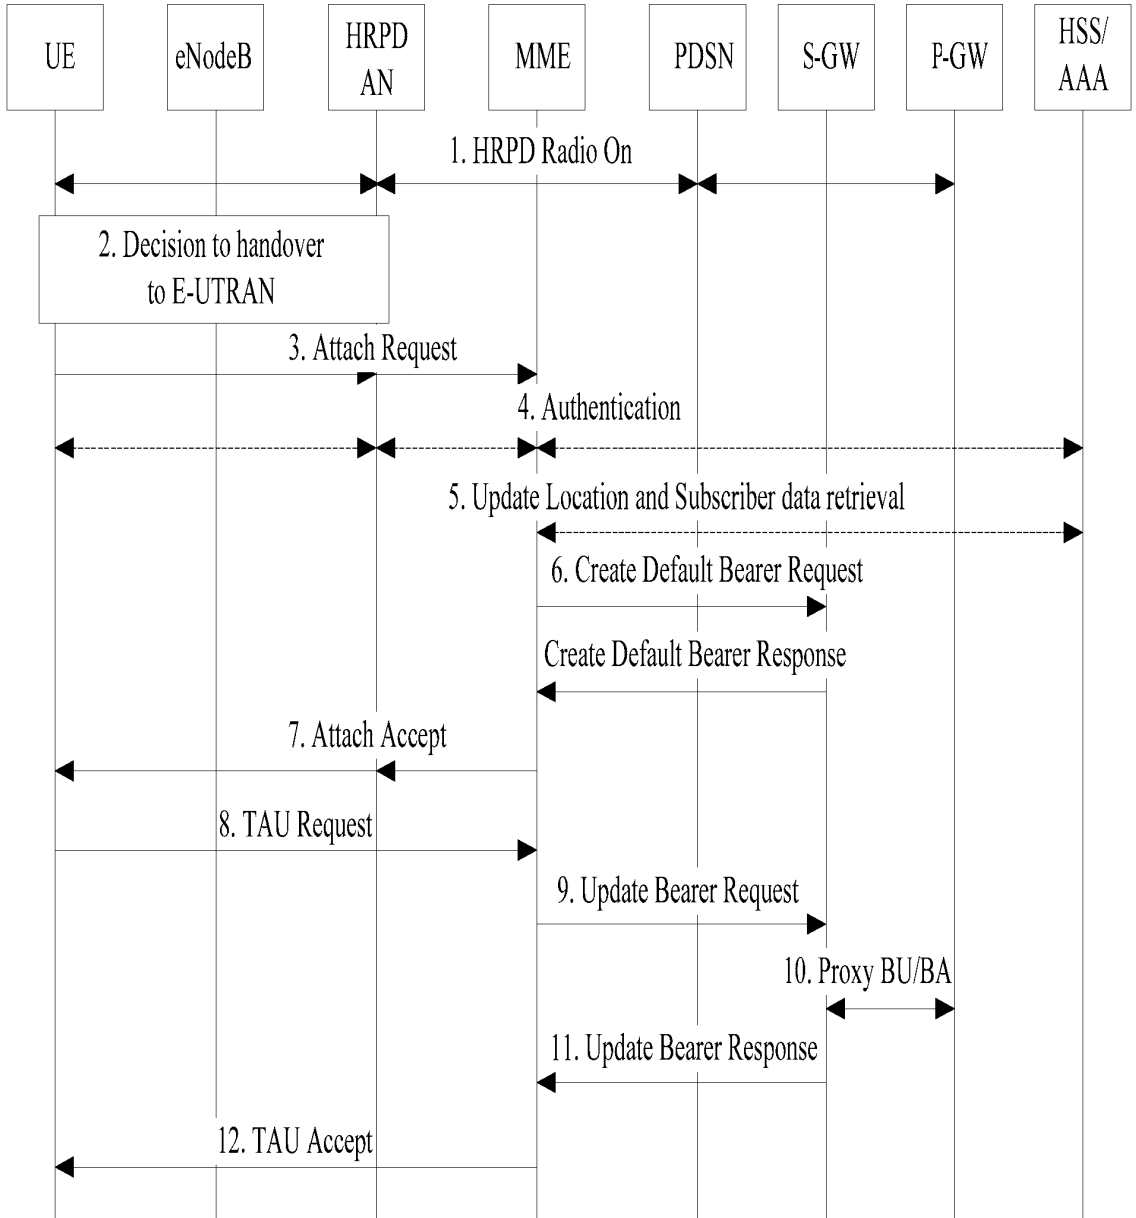 UE
eNodeB
HRPD
AN
MME
PDSN
S-GW
P-GW
HSS/
AAA
1. HRPD Radio On
2. Decision to handover
to E-UTRAN
3. Attach Request
4. Authentication
5. Update Location and Subscriber data retrieval
6. Create Default Bearer Request
Create Default Bearer Response
7. Attach Accept
8. TAU Request
9. Update Bearer Request
10. Proxy BU/BA
11. Update Bearer Response
12. TAU Accept